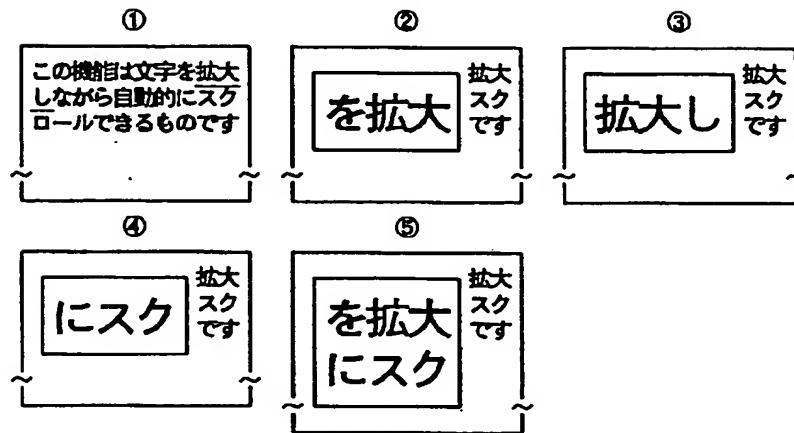 ①
この機能は文字を拡大
しながら自動的にスク
ロールできるものです
②
を拡大
拡大
スク
です
③
拡大し
拡大
スク
です
④
にスク
拡大
スク
です
⑤
を拡大
にスク
拡大
スク
です